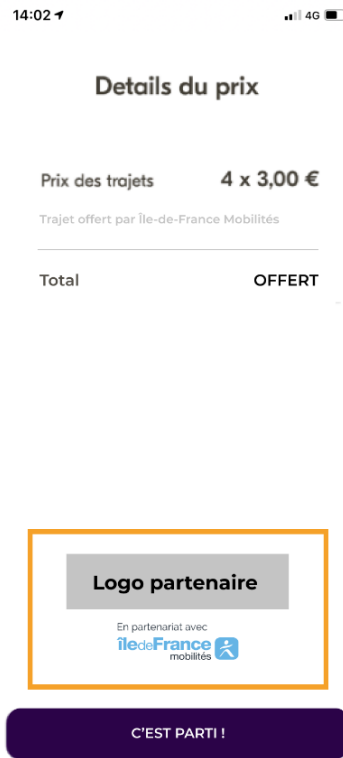 14:02 4G
Details du prix
Prix des trajets 4 x 3,00 €
Trajet offert par Île-de-France Mobilités
Total OFFERT
Logo partenaire
En partenariat avec
îledeFrance
mobilités
C'EST PARTI !